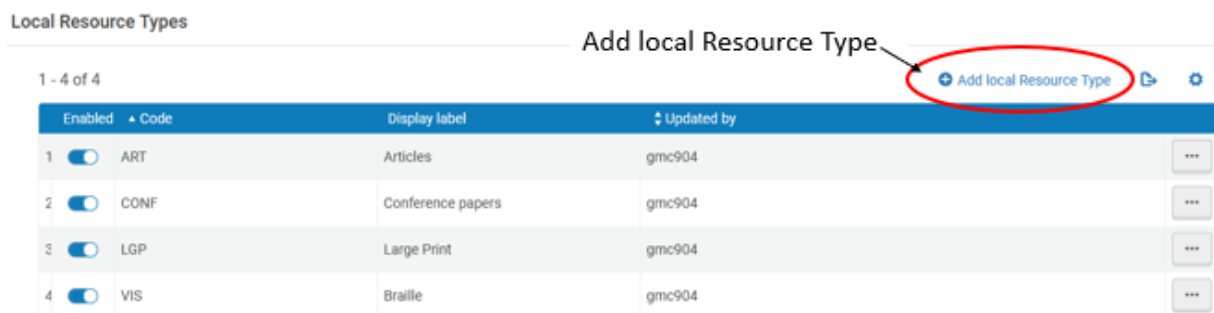 Local Resource Types
Add local Resource Type
1 - 4 of 4
Add local Resource Type
Enabled Code Display label Updated by
1 ART Articles gmc904 ...
2 CONF Conference papers gmc904 ...
3 LGP Large Print gmc904 ...
4 VIS Braille gmc904 ...